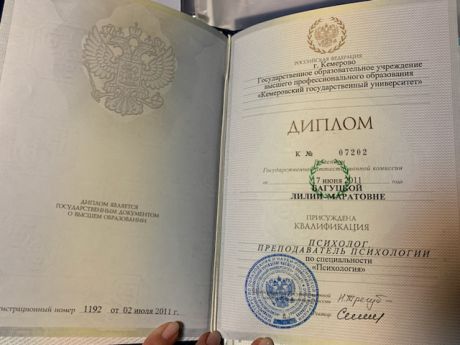 ДИПЛОМ ЯВЛЯЕТСЯ
ГОСУДАРСТВЕННЫМ ДОКУМЕНТОМ
О ВЫСШЕМ ОБРАЗОВАНИИ
номер 1192 от 02 июля 2011 г.
РОССИЙСКАЯ ФЕДЕРАЦИЯ
г. Кемерово
Государственное образовательное учреждение
высшего профессионального образования
«Кемеровский государственный университет»
ДИПЛОМ
К № 07202
Государственной аттестационной комиссии
от 17 июня 2011 года
БАГУЦКОЙ
ЛИЛИИ МАРАТОВНЕ
ПРИСУЖДЕНА
КВАЛИФИКАЦИЯ
ПСИХОЛОГ.
ПРЕПОДАВАТЕЛЬ ПСИХОЛОГИИ
по специальности
«Психология»